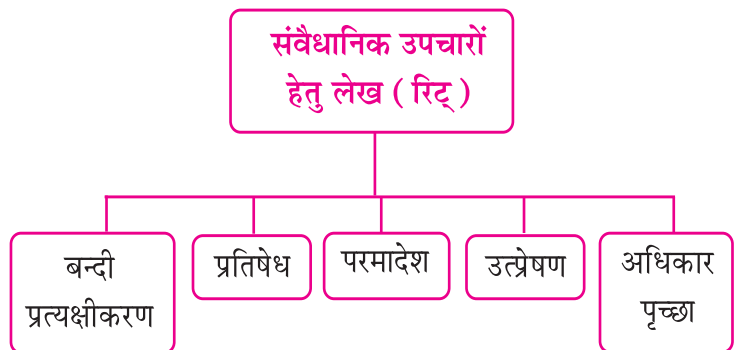 संवैधानिक उपचारों
हेतु लेख ( रिट् )
बन्दी
प्रत्यक्षीकरण
प्रतिषेध
परमादेश
उत्प्रेषण
अधिकार
पृच्छा